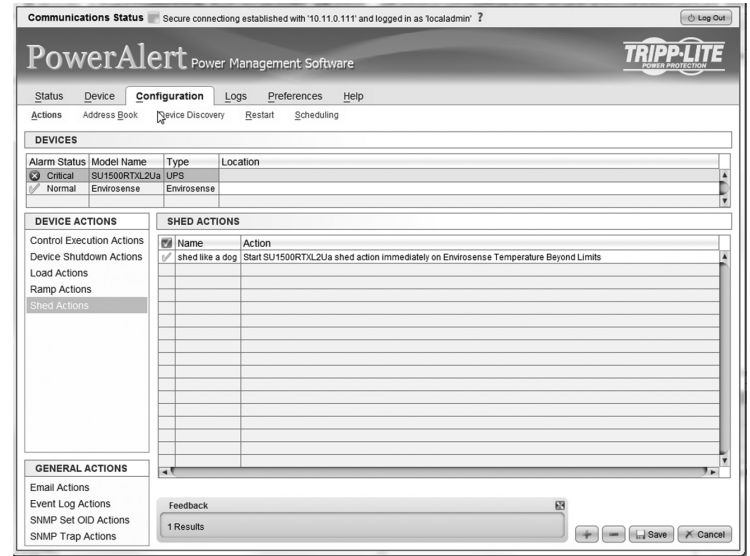 Communications Status Secure connectiong established with '10.11.0.111' and logged in as 'localadmin' ? Log Out
PowerAlert Power Management Software
TRIPP·LITE
POWER PROTECTION
Status Device Configuration Logs Preferences Help
Actions Address Book Device Discovery Restart Scheduling
DEVICES
Alarm Status Model Name Type Location
Critical SU1500RTXL2Ua UPS
Normal Envirosense Envirosense
DEVICE ACTIONS
Control Execution Actions
Device Shutdown Actions
Load Actions
Ramp Actions
Shed Actions
SHED ACTIONS
Name Action
shed like a dog Start SU1500RTXL2Ua shed action immediately on Envirosense Temperature Beyond Limits
GENERAL ACTIONS
Email Actions
Event Log Actions
SNMP Set OID Actions
SNMP Trap Actions
Feedback
1 Results
Save Cancel